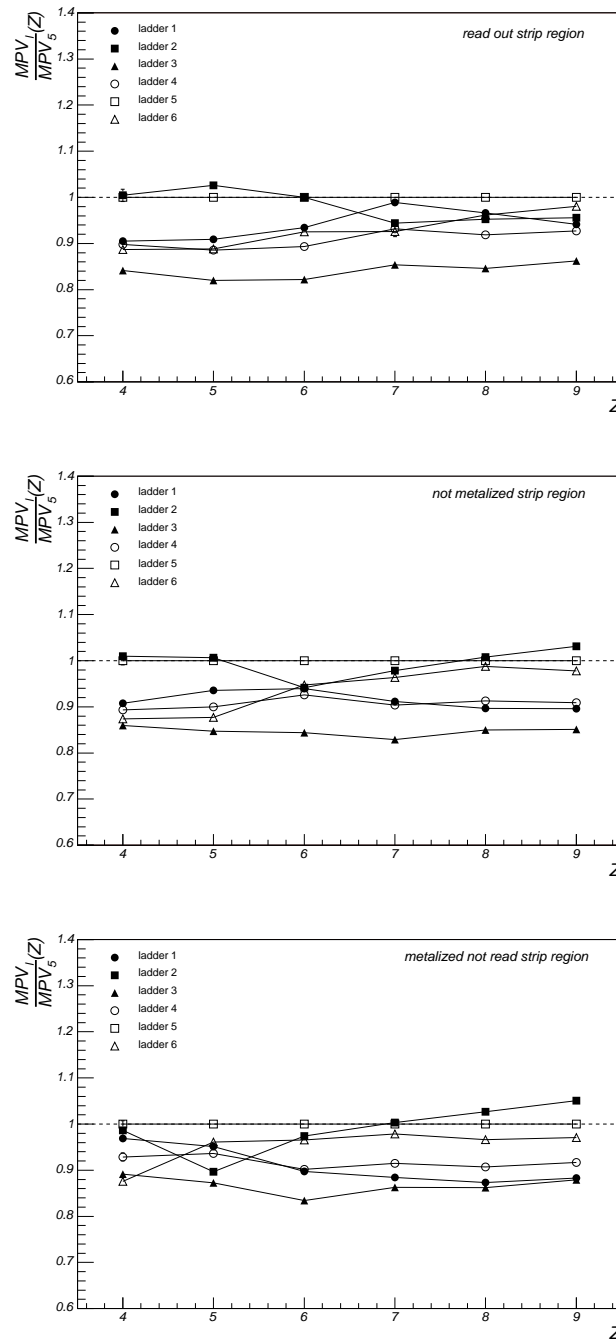 read out strip region
MPV_l(Z)
MPV_5
1.4
1.3
1.2
1.1
1
0.9
0.8
0.7
0.6
ladder 1
ladder 2
ladder 3
ladder 4
ladder 5
ladder 6
4 5 6 7 8 9
Z
not metalized strip region
MPV_l(Z)
MPV_5
1.4
1.3
1.2
1.1
1
0.9
0.8
0.7
0.6
ladder 1
ladder 2
ladder 3
ladder 4
ladder 5
ladder 6
4 5 6 7 8 9
Z
metalized not read strip region
MPV_l(Z)
MPV_5
1.4
1.3
1.2
1.1
1
0.9
0.8
0.7
0.6
ladder 1
ladder 2
ladder 3
ladder 4
ladder 5
ladder 6
4 5 6 7 8 9
Z